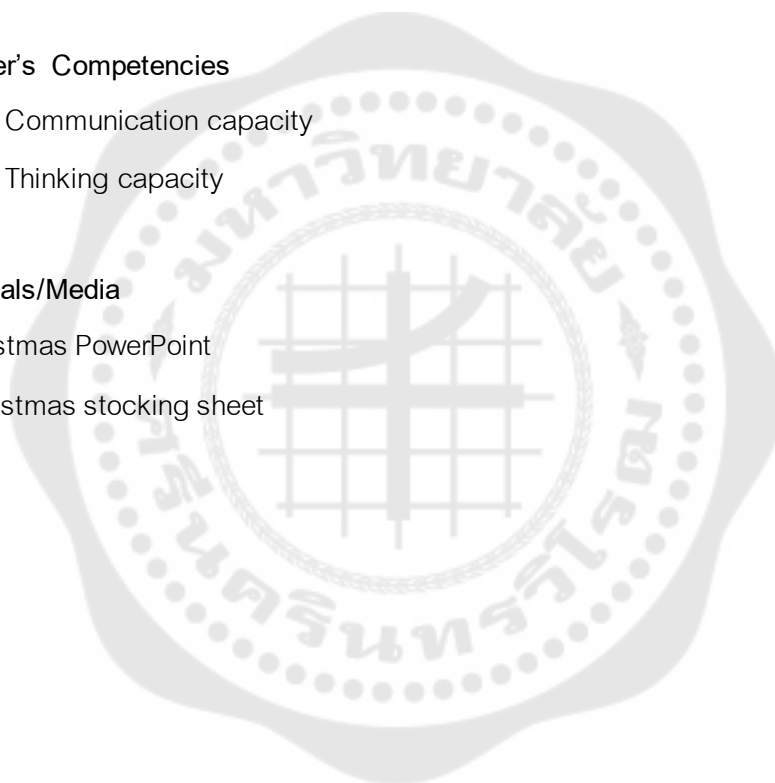 er's Competencies
Communication capacity
Thinking capacity
als/Media
stmas PowerPoint
istmas stocking sheet
มหาวิทยาลัย
ศรีนครินทรวิโรฒ